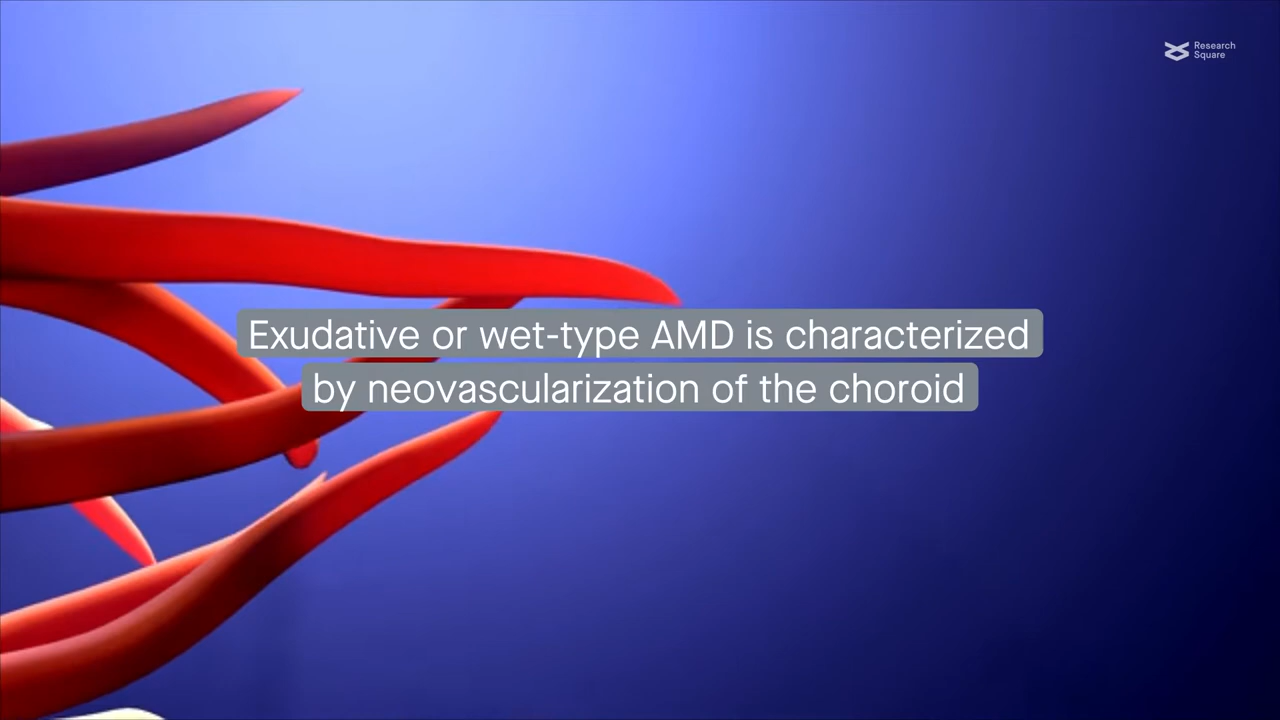 Research
Square
Exudative or wet-type AMD is characterized
by neovascularization of the choroid